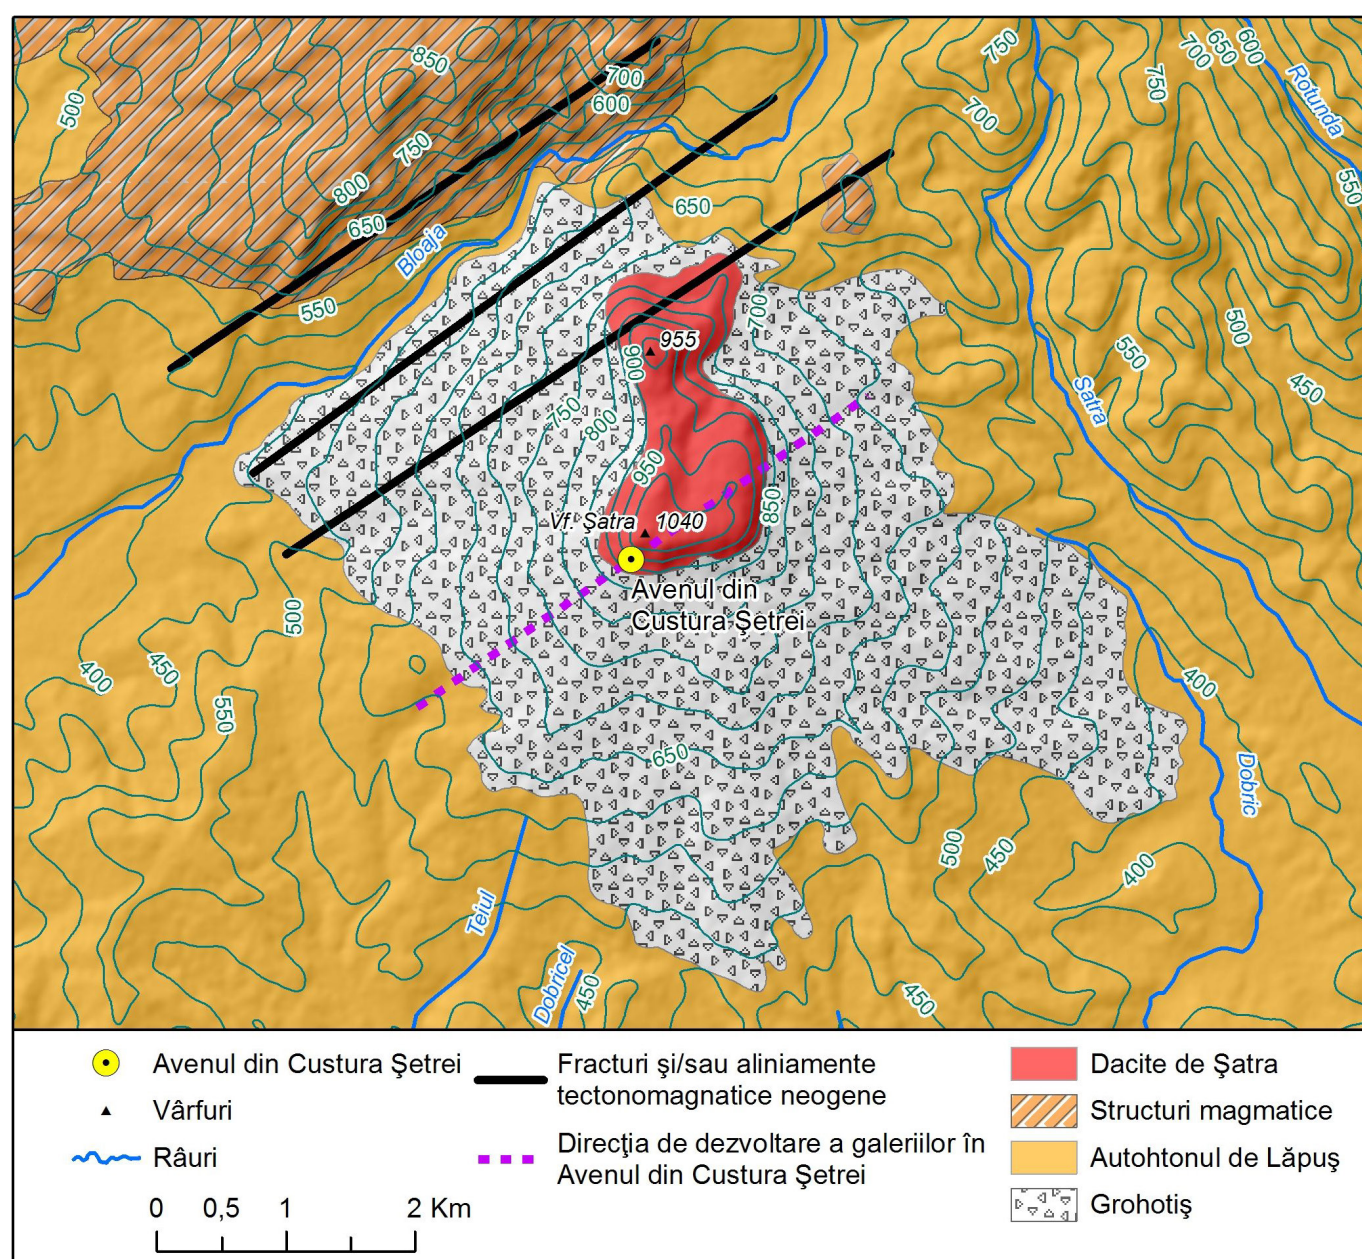 850
700
600
500
750
800
650
550
Bloaja
650
700
750
700
750
700
650
600
Rotunda
550
500
550
450
Satra
955
900
700
750
800
950
850
Vf. Şatra
1040
Avenul din
Custura Şetrei
500
400
450
550
650
400
Dobric
500
450
400
Teiul
Dobricel
450
450
Avenul din Custura Şetrei
Vârfuri
Râuri
0 0,5 1 2 Km
Fracturi şi/sau aliniamente
tectonomagnatice neogene
Direcţia de dezvoltare a galeriilor în
Avenul din Custura Şetrei
Dacite de Şatra
Structuri magmatice
Autohtonul de Lăpuş
Grohotiş